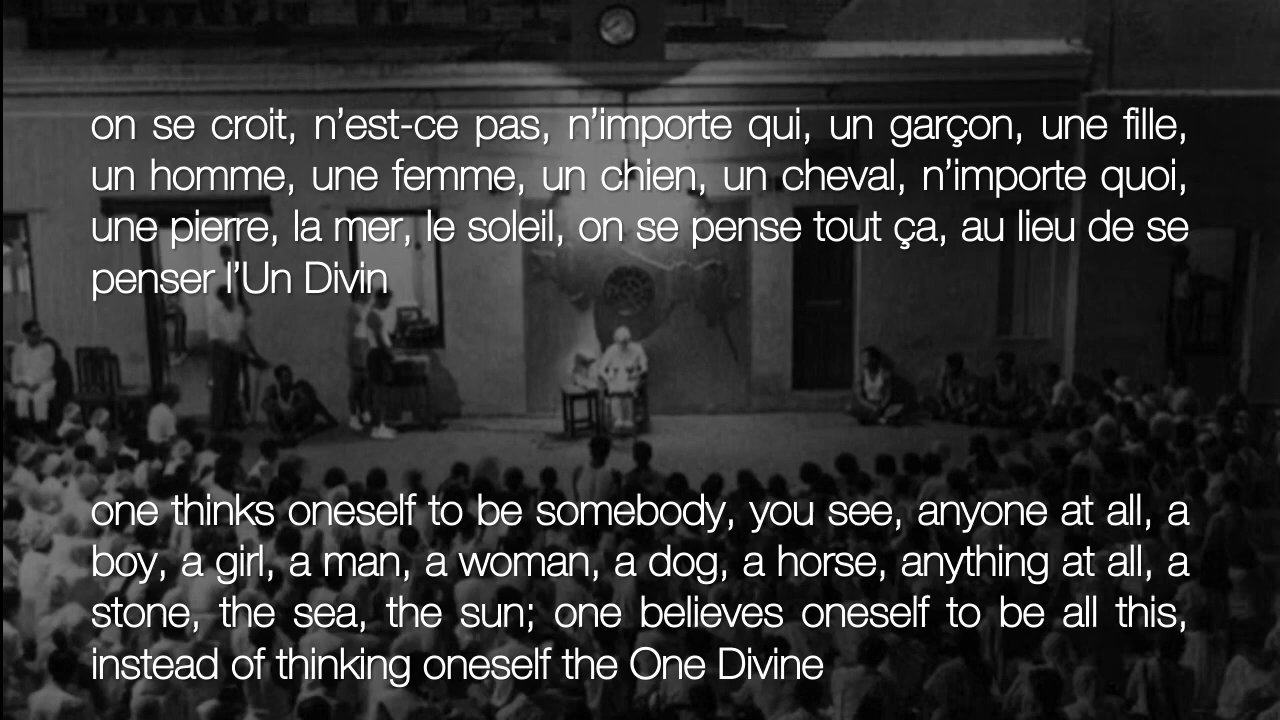 on se croit, n’est-ce pas, n’importe qui, un garçon, une fille,
un homme, une femme, un chien, un cheval, n’importe quoi,
une pierre, la mer, le soleil, on se pense tout ça, au lieu de se
penser l’Un Divin
one thinks oneself to be somebody, you see, anyone at all, a
boy, a girl, a man, a woman, a dog, a horse, anything at all, a
stone, the sea, the sun; one believes oneself to be all this,
instead of thinking oneself the One Divine